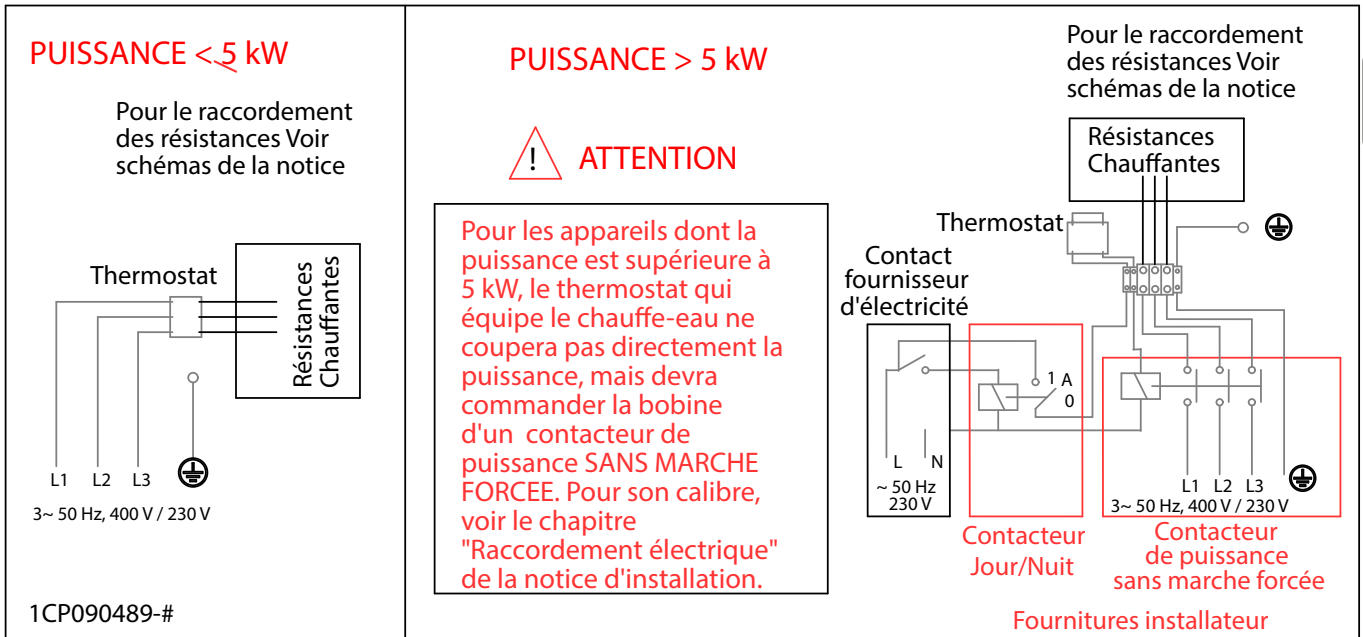 PUISSANCE < 5 kW
Pour le raccordement
des résistances Voir
schémas de la notice
Thermostat
Résistances
Chauffantes
L1 L2 L3
3~ 50 Hz, 400 V / 230 V
1CP090489-#
PUISSANCE > 5 kW
! ATTENTION
Pour les appareils dont la
puissance est supérieure à
5 kW, le thermostat qui
équipe le chauffe-eau ne
coupera pas directement la
puissance, mais devra
commander la bobine
d'un contacteur de
puissance SANS MARCHE
FORCEE. Pour son calibre,
voir le chapitre
"Raccordement électrique"
de la notice d'installation.
Pour le raccordement
des résistances Voir
schémas de la notice
Résistances
Chauffantes
Thermostat
Contact
fournisseur
d'électricité
1 A
0
L N
~ 50 Hz
230 V
L1 L2 L3
3~ 50 Hz, 400 V / 230 V
Contacteur
Jour/Nuit
Contacteur
de puissance
sans marche forcée
Fournitures installateur